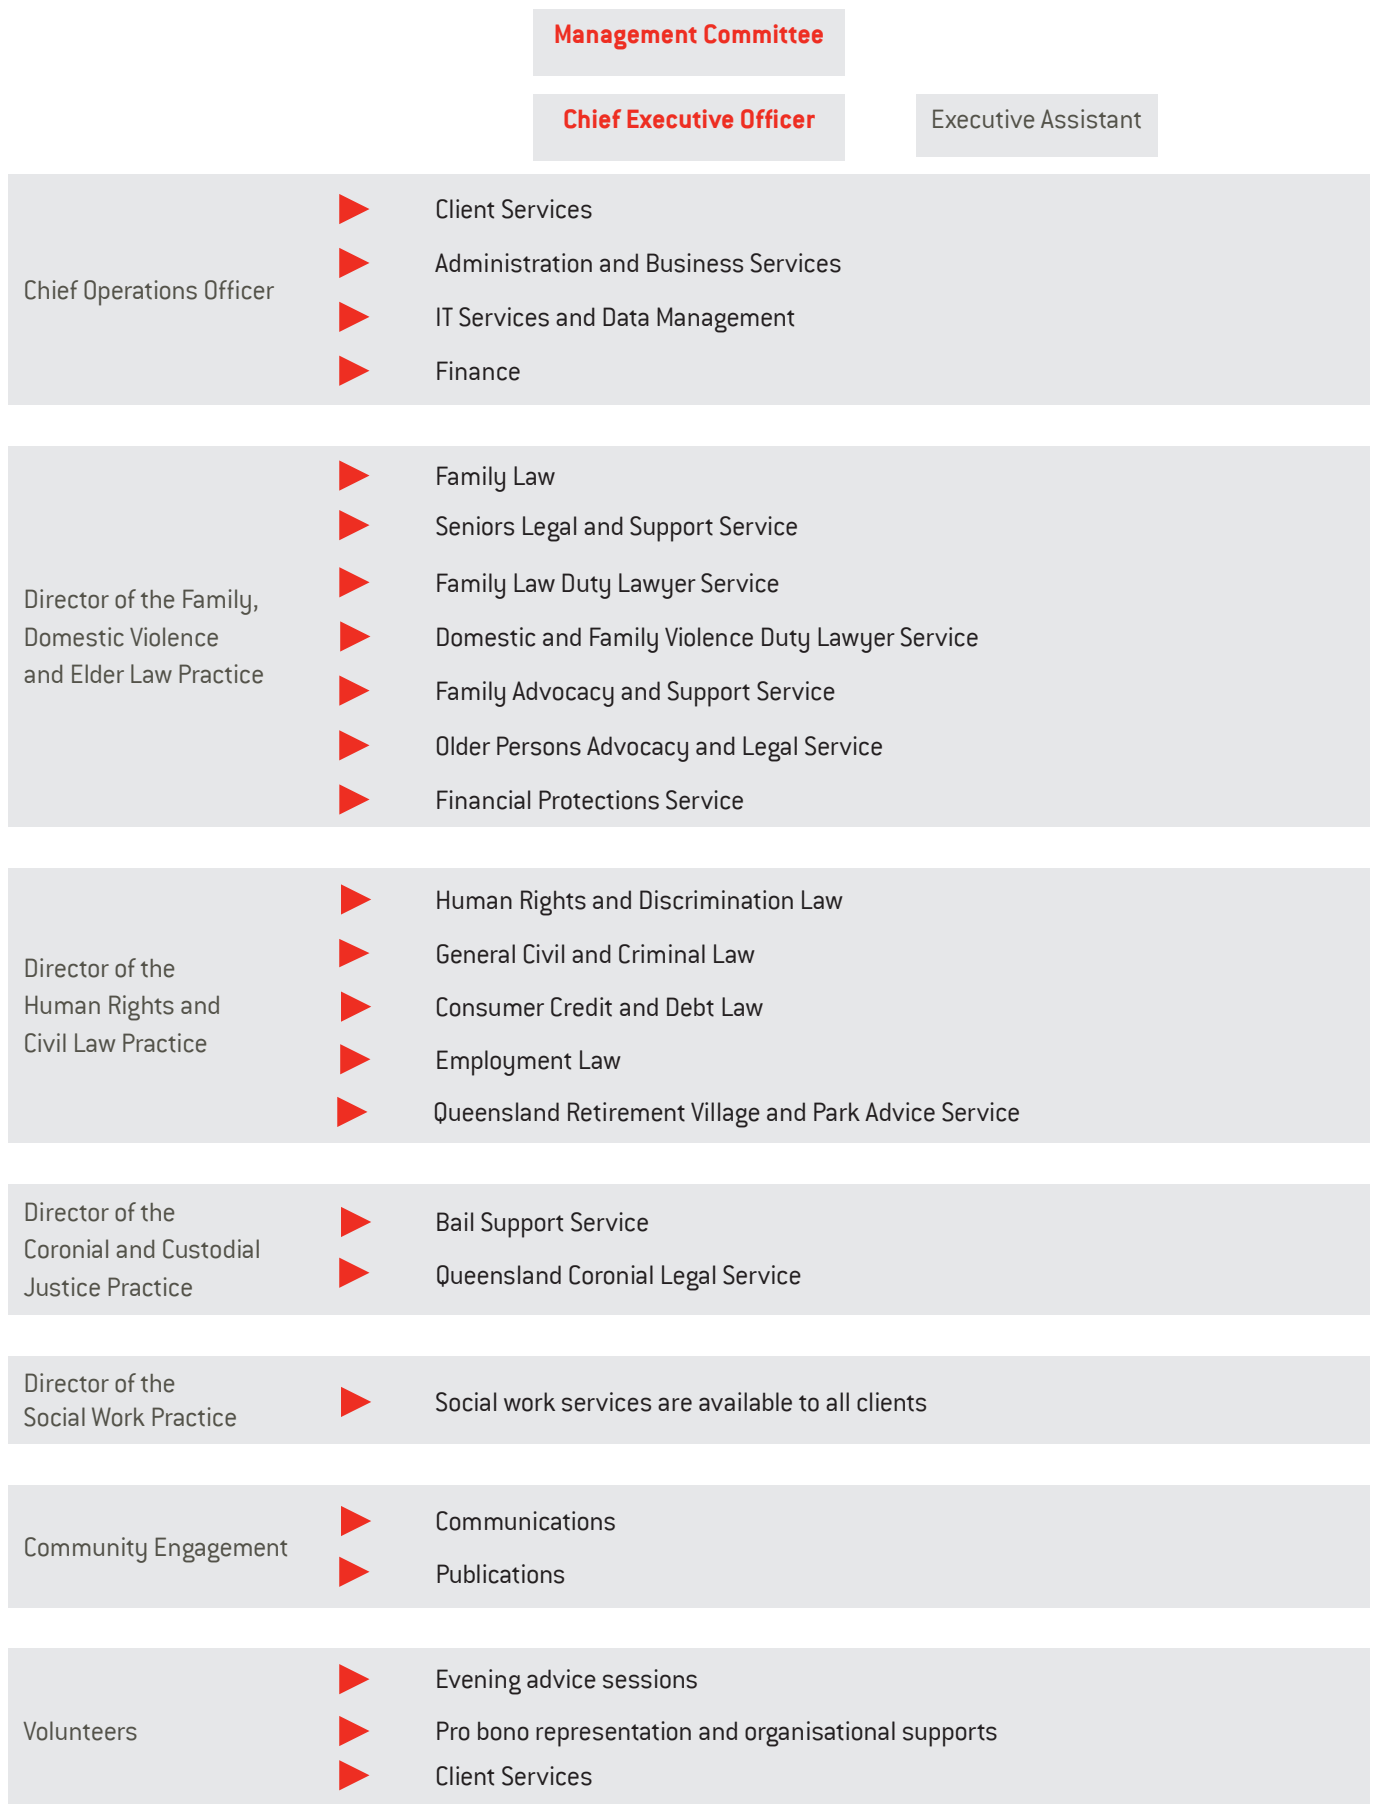 Management Committee
Chief Executive Officer
Executive Assistant
Chief Operations Officer
Client Services
Administration and Business Services
IT Services and Data Management
Finance
Director of the Family,
Domestic Violence
and Elder Law Practice
Family Law
Seniors Legal and Support Service
Family Law Duty Lawyer Service
Domestic and Family Violence Duty Lawyer Service
Family Advocacy and Support Service
Older Persons Advocacy and Legal Service
Financial Protections Service
Director of the
Human Rights and
Civil Law Practice
Human Rights and Discrimination Law
General Civil and Criminal Law
Consumer Credit and Debt Law
Employment Law
Queensland Retirement Village and Park Advice Service
Director of the
Coronial and Custodial
Justice Practice
Bail Support Service
Queensland Coronial Legal Service
Director of the
Social Work Practice
Social work services are available to all clients
Community Engagement
Communications
Publications
Volunteers
Evening advice sessions
Pro bono representation and organisational supports
Client Services